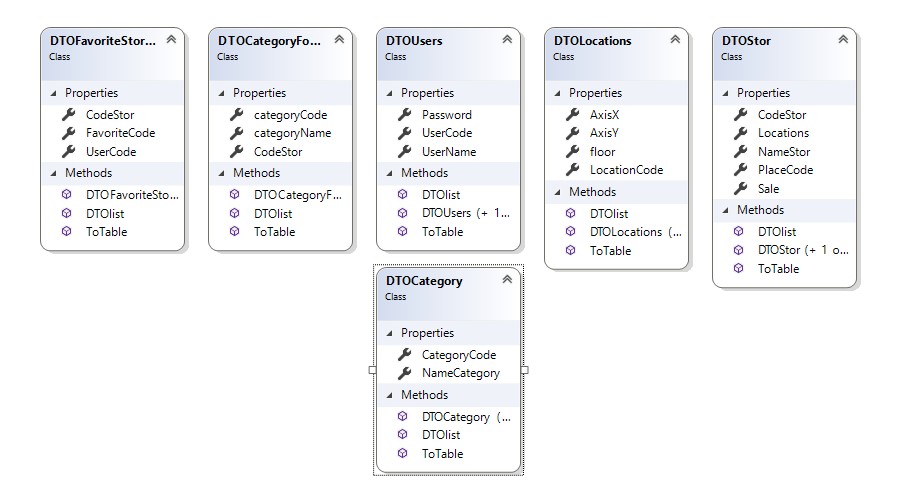 DTOFavoriteStor...
Class
Properties
CodeStor
FavoriteCode
UserCode
Methods
DTOFavoriteSto...
DTOlist
ToTable
DTOCategoryFo...
Class
Properties
categoryCode
categoryName
CodeStor
Methods
DTOCategoryF...
DTOlist
ToTable
DTOUsers
Class
Properties
Password
UserCode
UserName
Methods
DTOlist
DTOUsers (+ 1...
ToTable
DTOLocations
Class
Properties
AxisX
AxisY
floor
LocationCode
Methods
DTOlist
DTOLocations (...
ToTable
DTOStor
Class
Properties
CodeStor
Locations
NameStor
PlaceCode
Sale
Methods
DTOlist
DTOStor (+ 1 o...
ToTable
DTOCategory
Class
Properties
CategoryCode
NameCategory
Methods
DTOCategory (...
DTOlist
ToTable